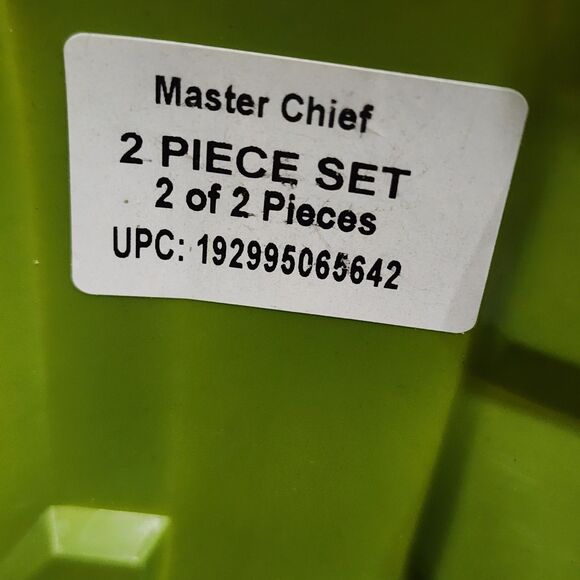 Master Chief
2 PIECE SET
2 of 2 Pieces
UPC: 192995065642